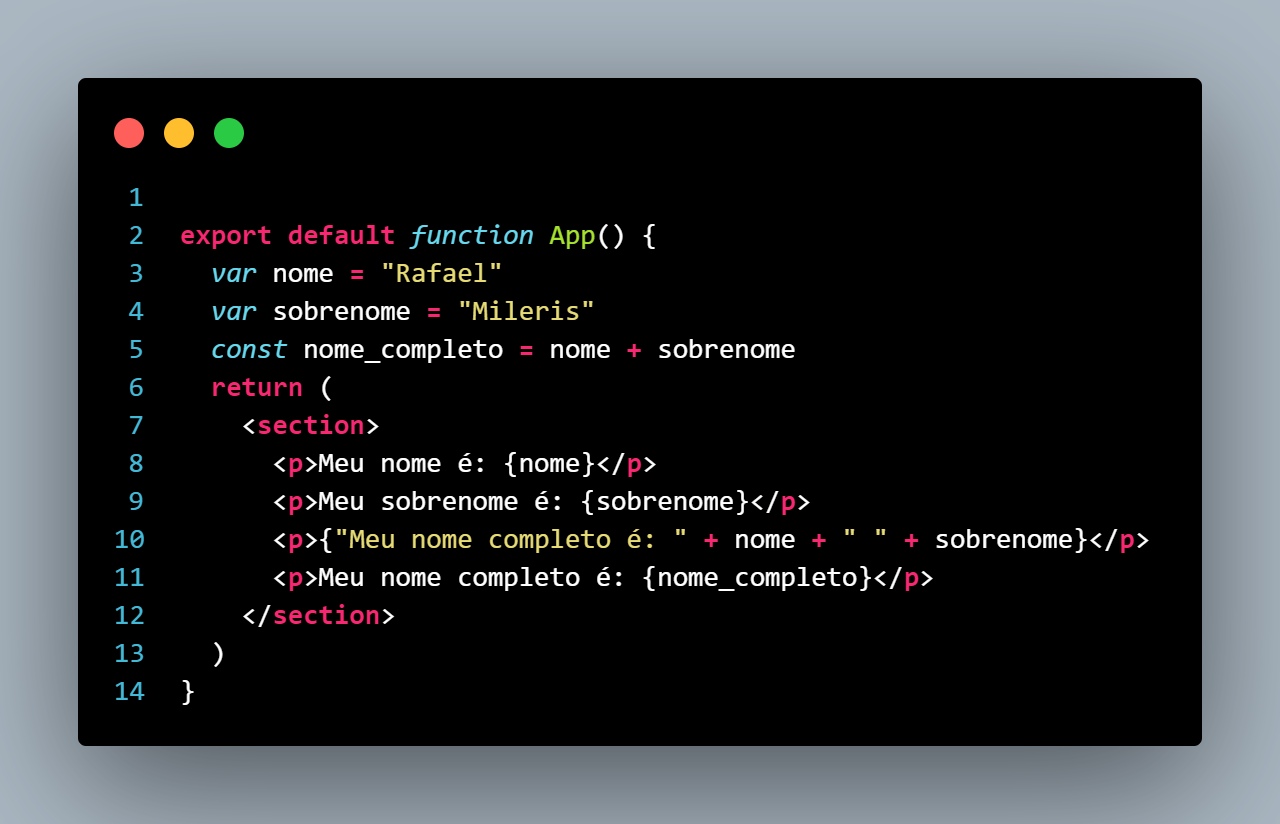 1
2 export default function App() {
3   var nome = "Rafael"
4   var sobrenome = "Mileris"
5   const nome_completo = nome + sobrenome
6   return (
7     <section>
8       <p>Meu nome é: {nome}</p>
9       <p>Meu sobrenome é: {sobrenome}</p>
10       <p>{"Meu nome completo é: " + nome + " " + sobrenome}</p>
11       <p>Meu nome completo é: {nome_completo}</p>
12     </section>
13   )
14 }